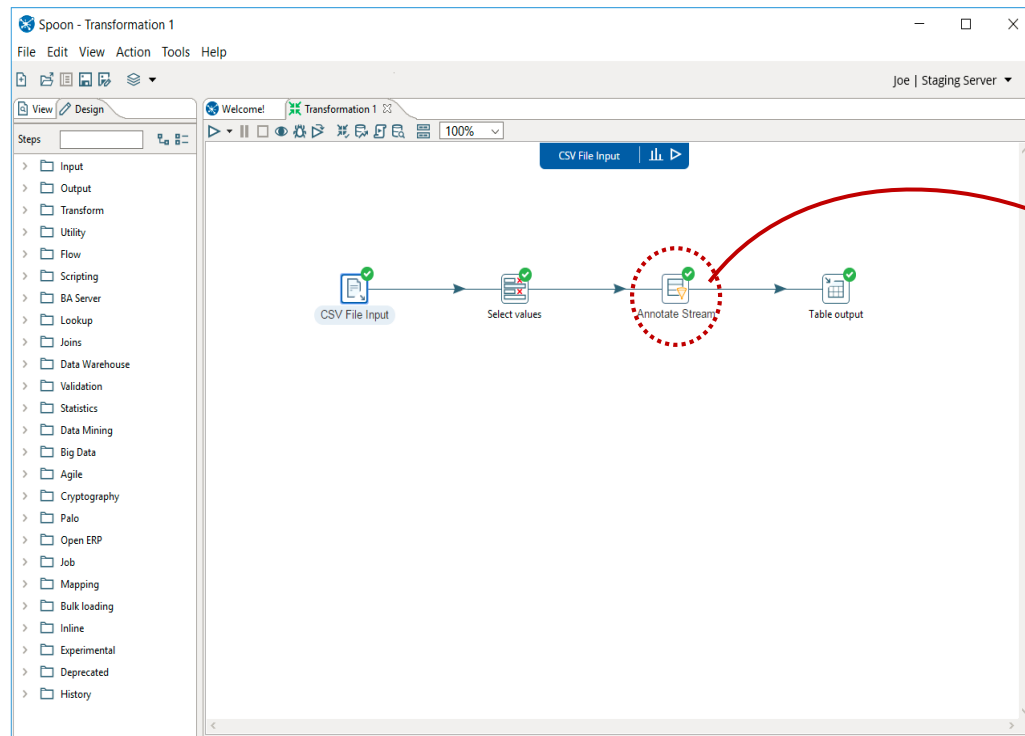 Spoon - Transformation 1
File Edit View Action Tools Help
Joe | Staging Server
View Design
Welcome! Transformation 1
Steps
100%
CSV File Input
Input
Output
Transform
Utility
Flow
Scripting
BA Server
Lookup
Joins
Data Warehouse
Validation
Statistics
Data Mining
Big Data
Agile
Cryptography
Palo
Open ERP
Job
Mapping
Bulk loading
Inline
Experimental
Deprecated
History
CSV File Input
Select values
Annotate Stream
Table output